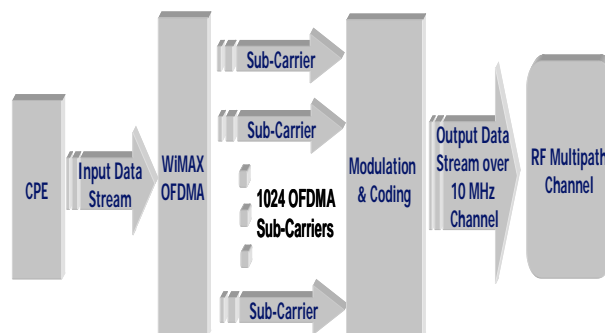 CPE
Input Data
Stream
WiMAX
OFDMA
Sub-Carrier
Sub-Carrier
1024 OFDMA
Sub-Carriers
Sub-Carrier
Modulation
& Coding
Output Data
Stream over
10 MHz
Channel
RF Multipath
Channel